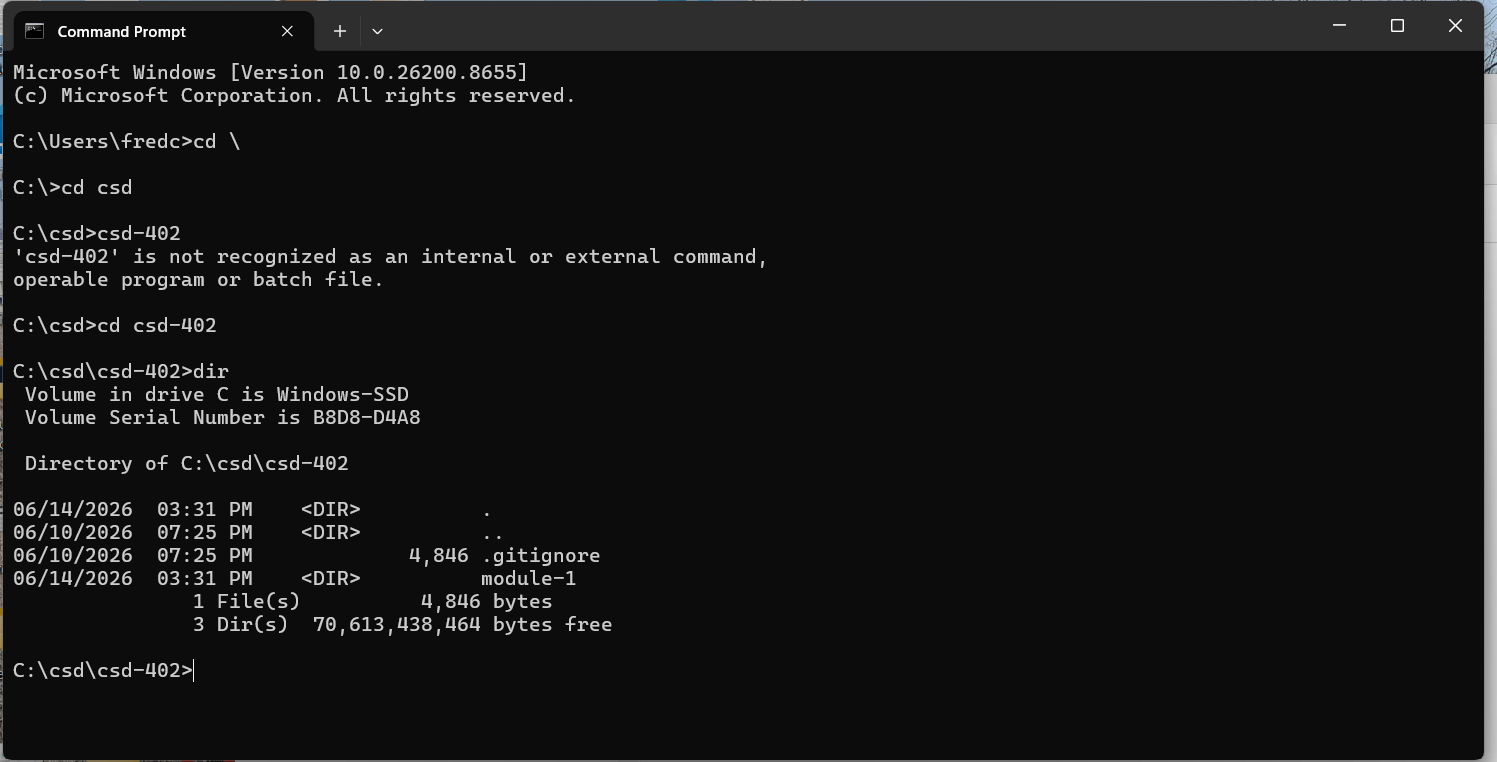 Command Prompt
Microsoft Windows [Version 10.0.26200.8655]
(c) Microsoft Corporation. All rights reserved.
C:\Users\fredc>cd \
C:\>cd csd
C:\csd>csd-402
'csd-402' is not recognized as an internal or external command,
operable program or batch file.
C:\csd>cd csd-402
C:\csd\csd-402>dir
 Volume in drive C is Windows-SSD
 Volume Serial Number is B8D8-D4A8
 Directory of C:\csd\csd-402
06/14/2026  03:31 PM    <DIR>          .
06/10/2026  07:25 PM    <DIR>          ..
06/10/2026  07:25 PM             4,846 .gitignore
06/14/2026  03:31 PM    <DIR>          module-1
               1 File(s)          4,846 bytes
               3 Dir(s)  70,613,438,464 bytes free
C:\csd\csd-402>